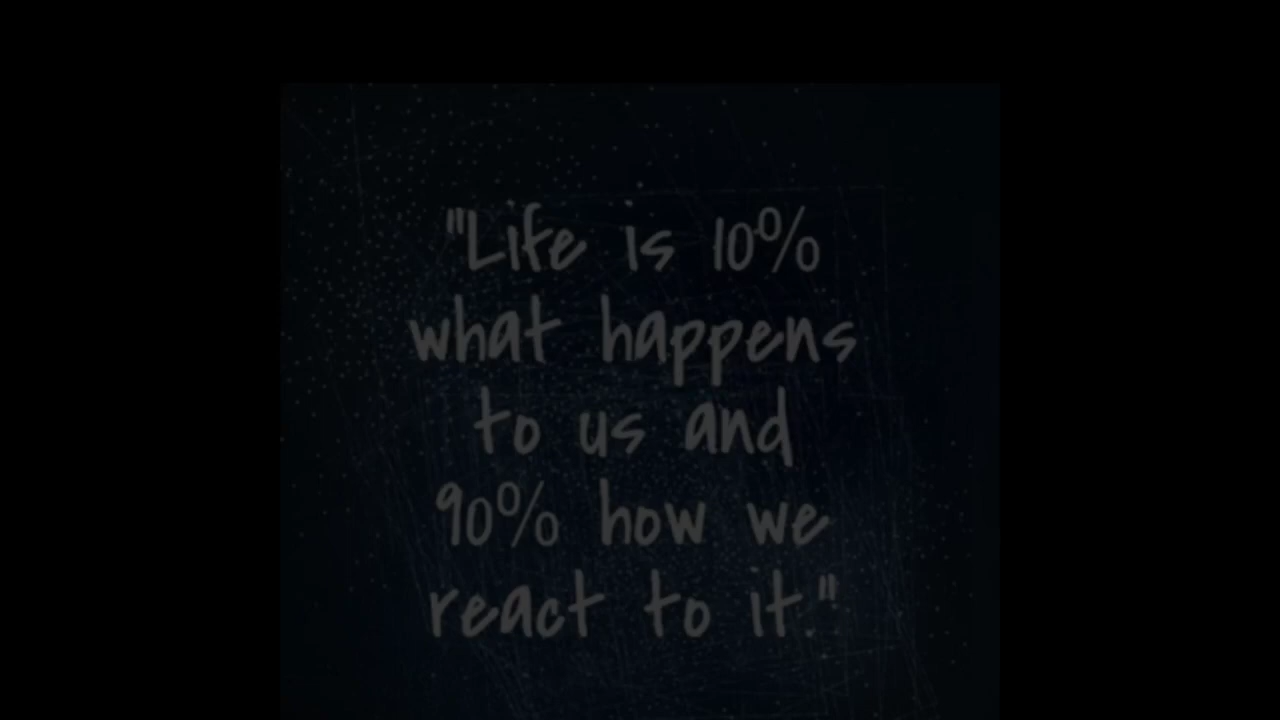 "Life is 10%
what happens
to us and
90% how we
react to it."